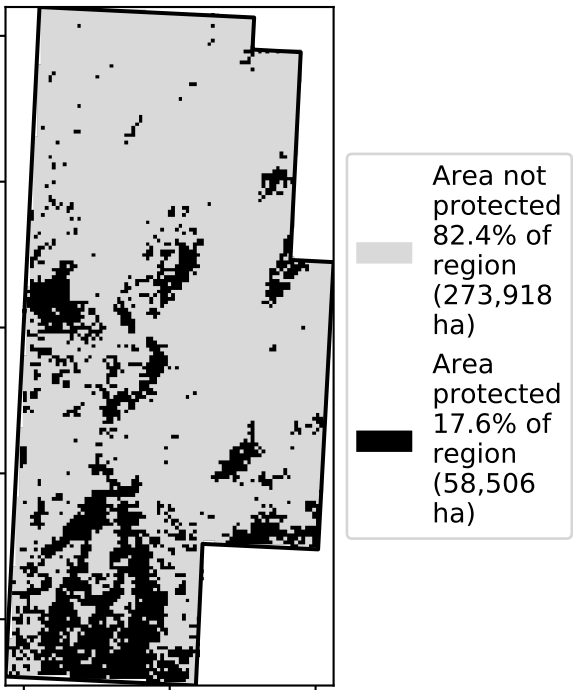 Area not
protected
82.4% of
region
(273,918
ha)
Area
protected
17.6% of
region
(58,506
ha)